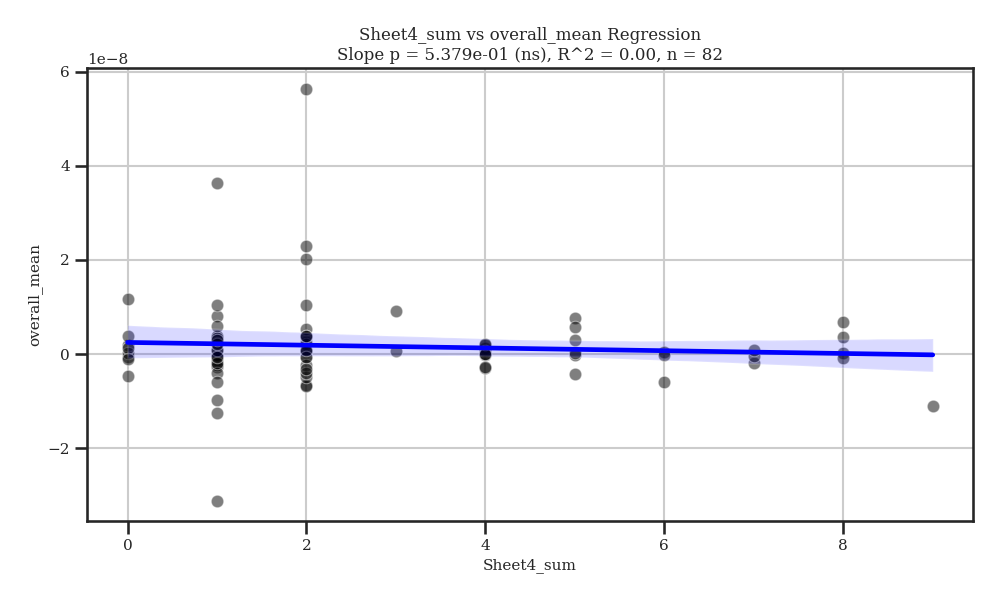 Sheet4_sum vs overall_mean Regression
Slope p = 5.379e-01 (ns), R^2 = 0.00, n = 82
1e−8
6
4
2
0
−2
overall_mean
0 2 4 6 8
Sheet4_sum